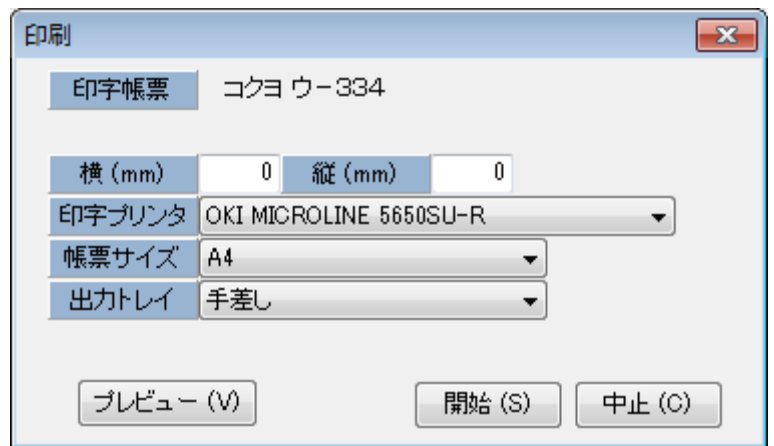 印刷
印字帳票 コクヨ ウ－334
横(mm) 0 縦(mm) 0
印字プリンタ OKI MICROLINE 5650SU-R
帳票サイズ A4
出力トレイ 手差し
プレビュー(V) 開始(S) 中止(C)